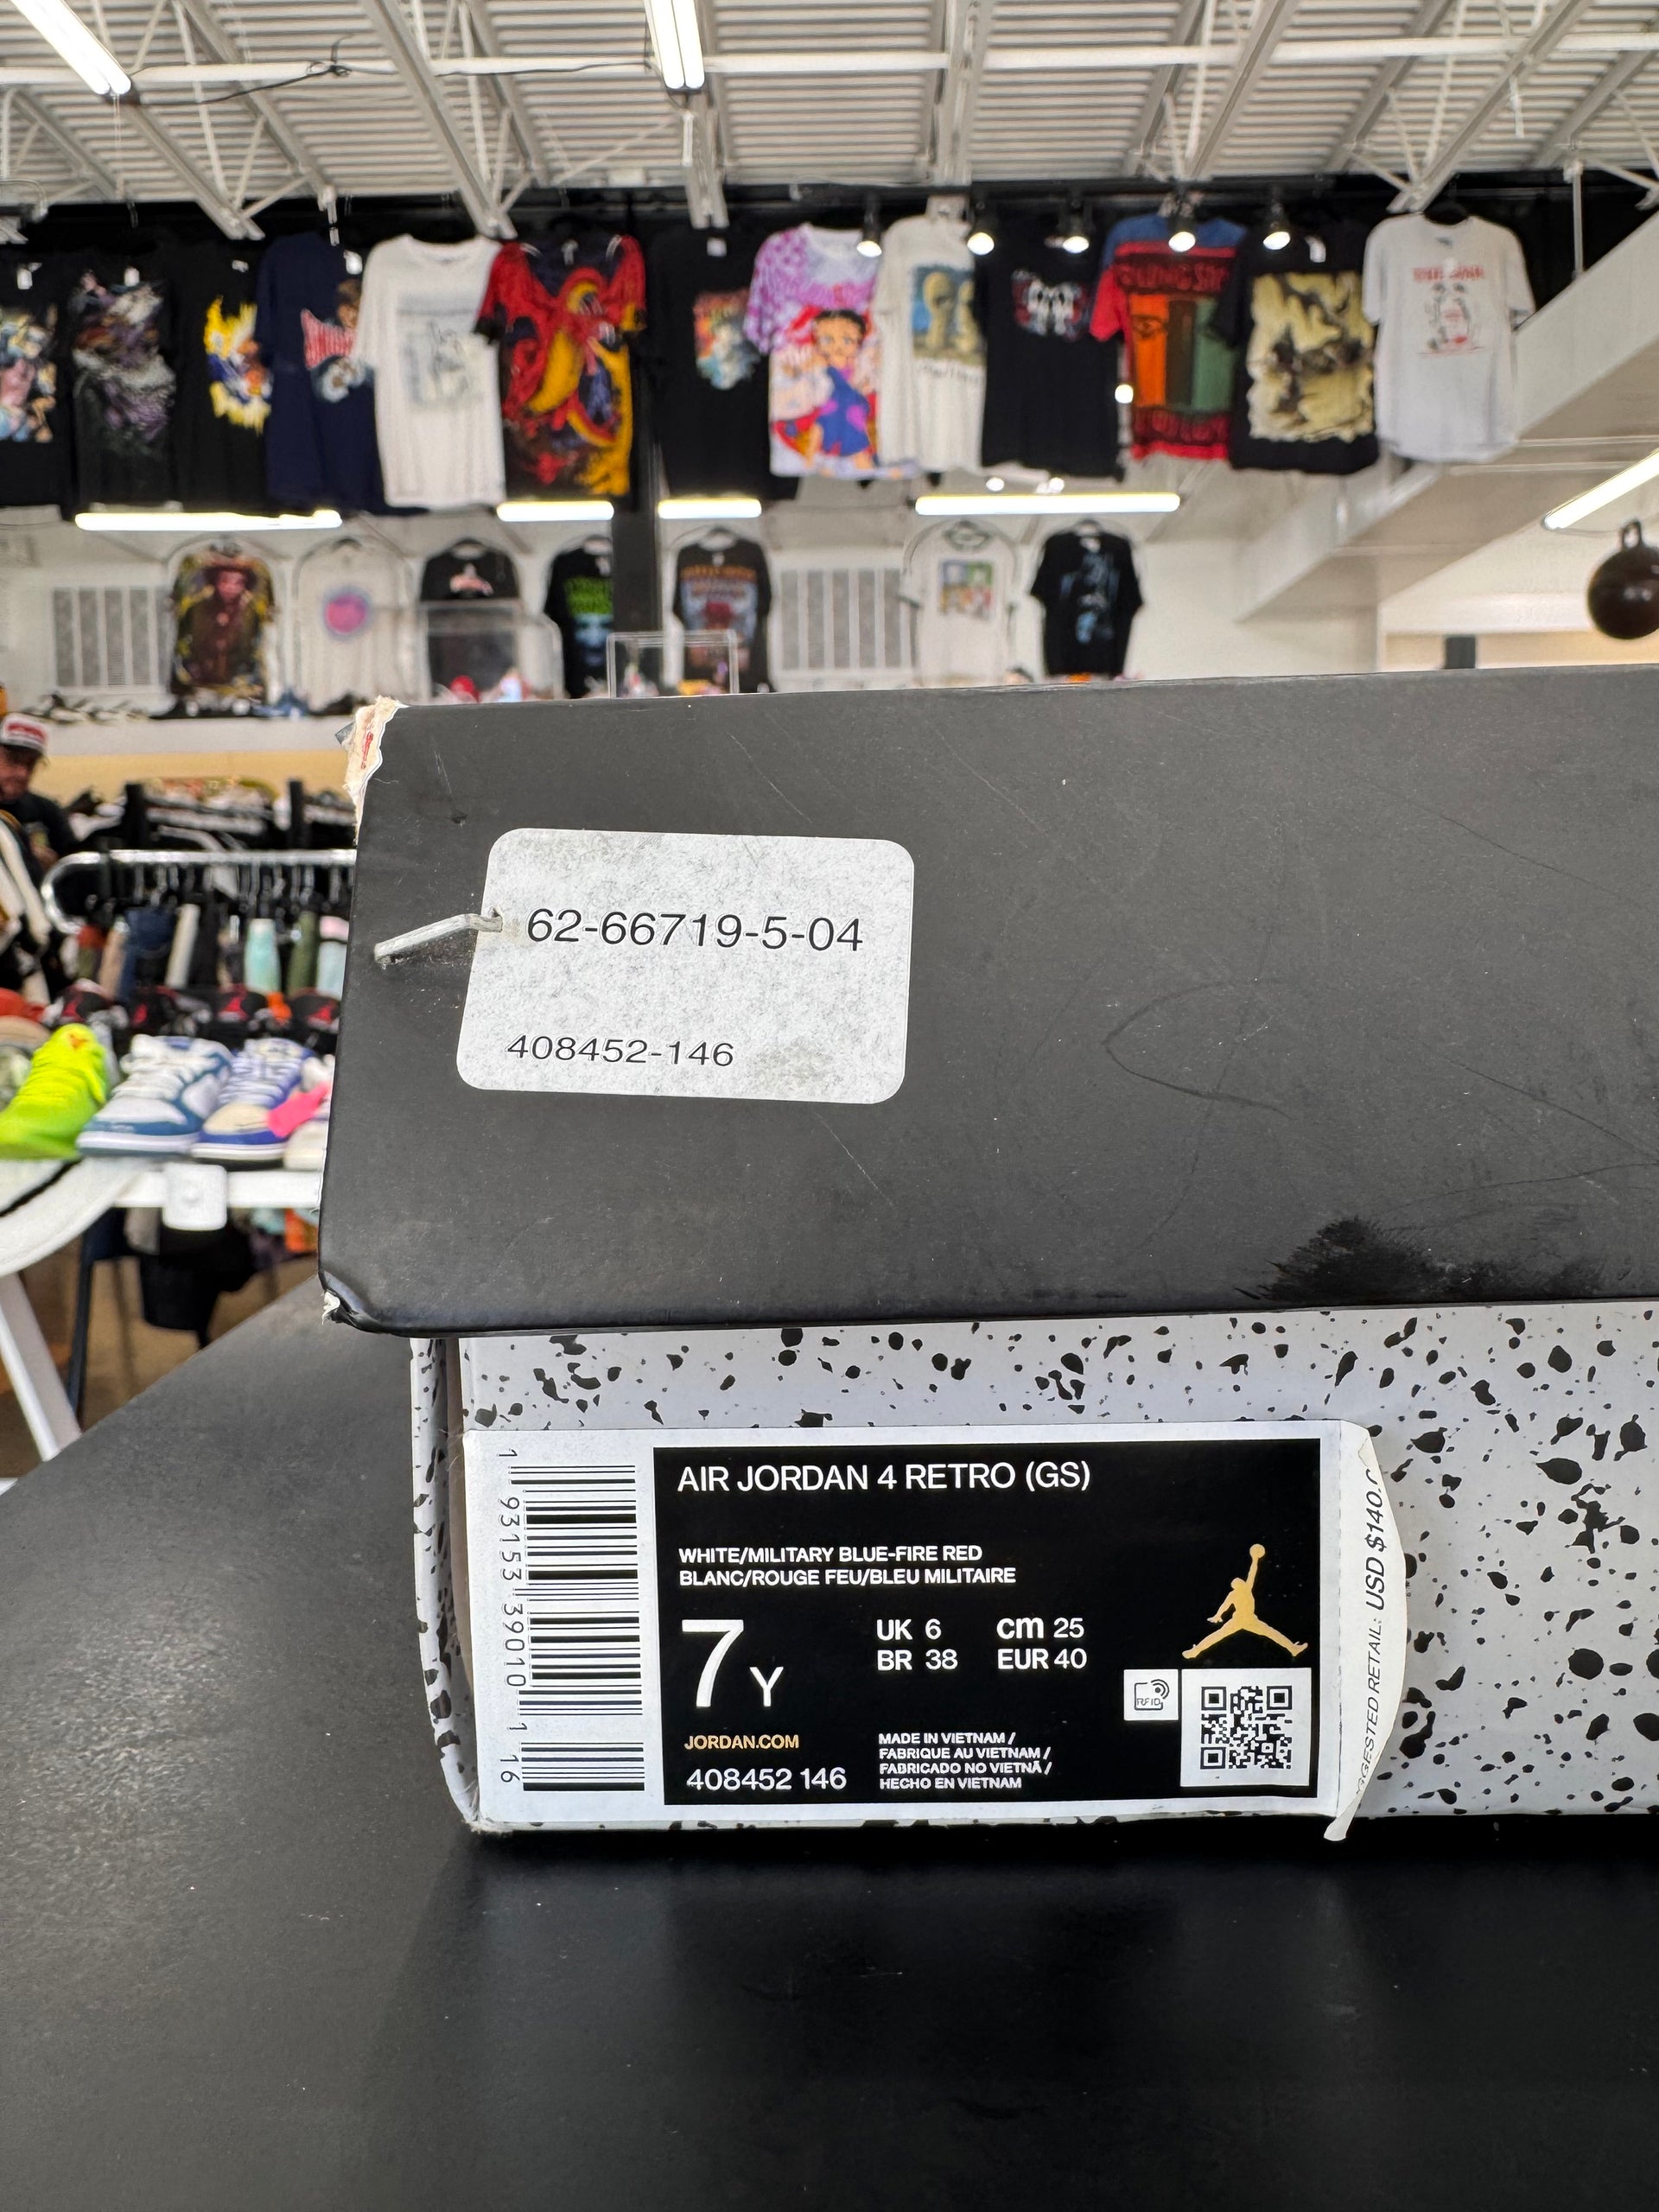 62-66719-5-04
408452-146
AIR JORDAN 4 RETRO (GS)
WHITE/MILITARY BLUE-FIRE RED
BLANC/ROUGE FEU/BLEU MILITAIRE
7Y
UK 6 cm 25
BR 38 EUR 40
RFID
JORDAN.COM
408452 146
MADE IN VIETNAM /
FABRIQUE AU VIETNAM /
FABRICADO NO VIETNÃ /
HECHO EN VIETNAM
1 93153 39010 1 16
RETAIL: USD $140.